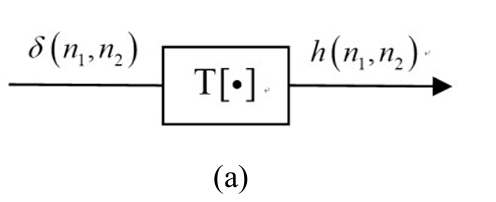 δ(n₁,n₂)
h(n₁,n₂)
T[•]
(a)